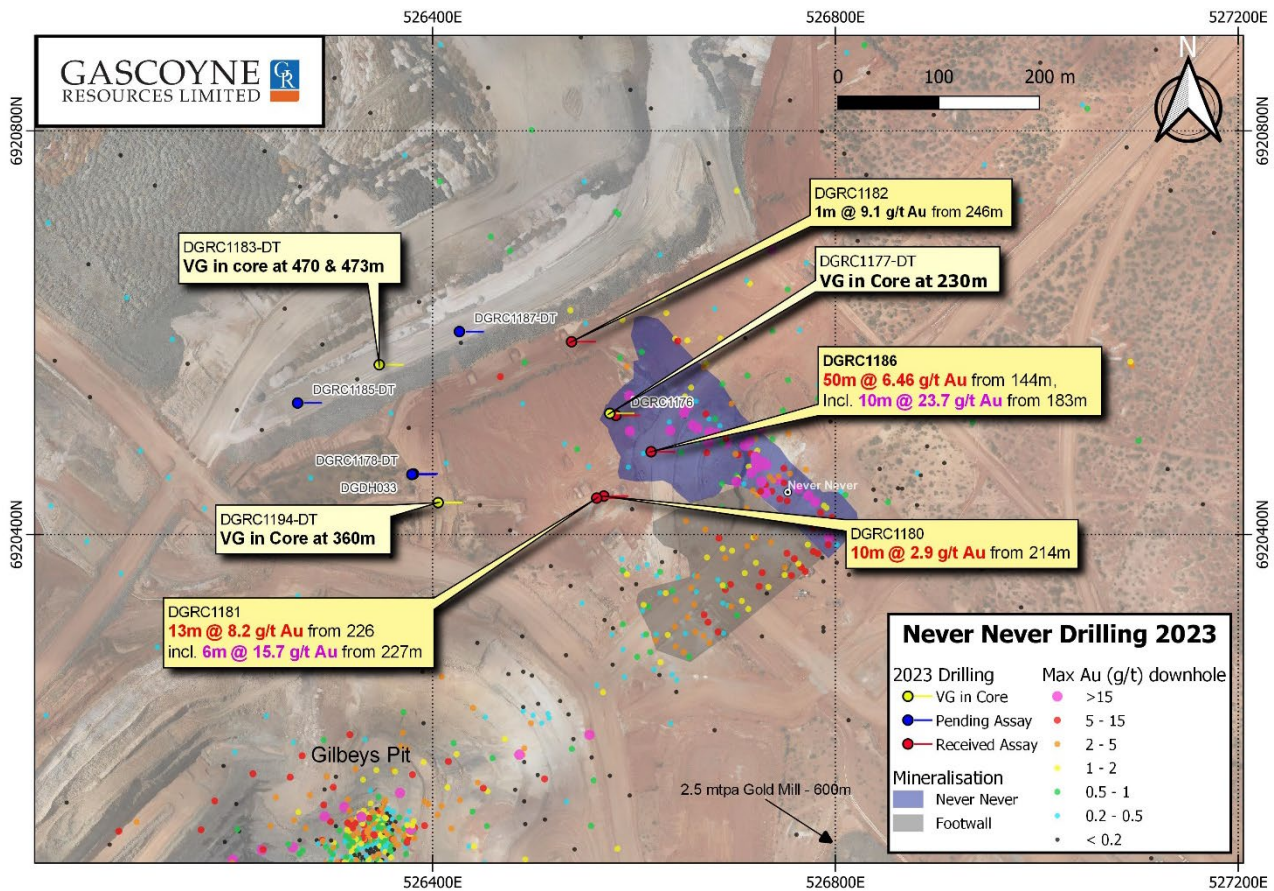 526400E
526800E
527200E
GASCOYNE
RESOURCES LIMITED
GR
N
0 100 200 m
6920800N
6920800N
DGRC1182
1m @ 9.1 g/t Au from 246m
DGRC1183-DT
VG in core at 470 & 473m
DGRC1177-DT
VG in Core at 230m
DGRC1187-DT
DGRC1186
50m @ 6.46 g/t Au from 144m,
Incl. 10m @ 23.7 g/t Au from 183m
DGRC1185-DT
DGRC1176
DGRC1178-DT
DGDH033
Never Never
DGRC1194-DT
VG in Core at 360m
DGRC1180
10m @ 2.9 g/t Au from 214m
6920400N
6920400N
DGRC1181
13m @ 8.2 g/t Au from 226
incl. 6m @ 15.7 g/t Au from 227m
Gilbeys Pit
2.5 mtpa Gold Mill - 600m
Never Never Drilling 2023
2023 Drilling
VG in Core
Pending Assay
Received Assay
Mineralisation
Never Never
Footwall
Max Au (g/t) downhole
>15
5 - 15
2 - 5
1 - 2
0.5 - 1
0.2 - 0.5
< 0.2
526400E
526800E
527200E